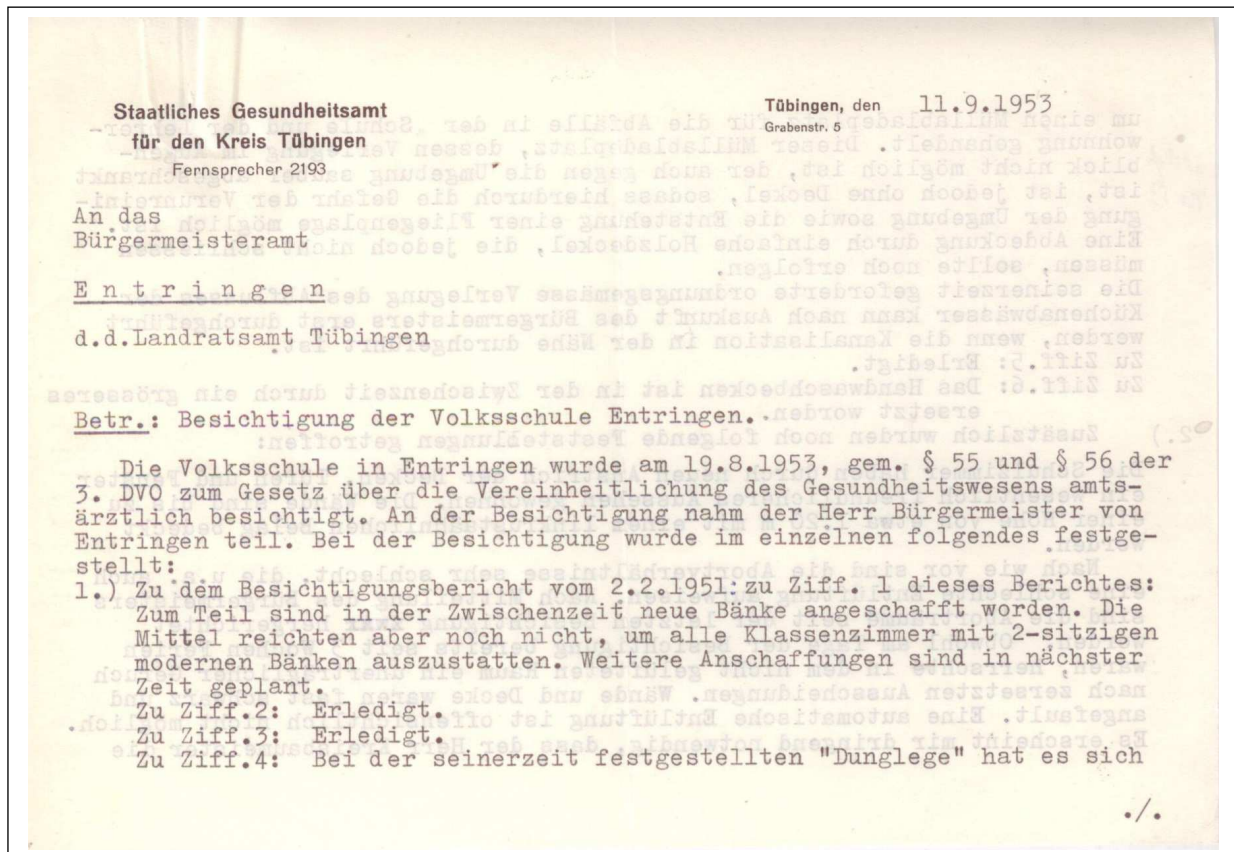 Staatliches Gesundheitsamt
für den Kreis Tübingen
Fernsprecher 2193
Tübingen, den 11.9.1953
Grabenstr. 5
An das
Bürgermeisteramt
E n t r i n g e n
d.d.Landratsamt Tübingen
Betr.: Besichtigung der Volksschule Entringen.
Die Volksschule in Entringen wurde am 19.8.1953, gem. § 55 und § 56 der
3. DVO zum Gesetz über die Vereinheitlichung des Gesundheitswesens amts-
ärztlich besichtigt. An der Besichtigung nahm der Herr Bürgermeister von
Entringen teil. Bei der Besichtigung wurde im einzelnen folgendes festge-
stellt:
1.) Zu dem Besichtigungsbericht vom 2.2.1951:zu Ziff. 1 dieses Berichtes:
Zum Teil sind in der Zwischenzeit neue Bänke angeschafft worden. Die
Mittel reichten aber noch nicht, um alle Klassenzimmer mit 2-sitzigen
modernen Bänken auszustatten. Weitere Anschaffungen sind in nächster
Zeit geplant.
Zu Ziff.2: Erledigt.
Zu Ziff.3: Erledigt.
Zu Ziff.4: Bei der seinerzeit festgestellten "Dunglege" hat es sich
./.